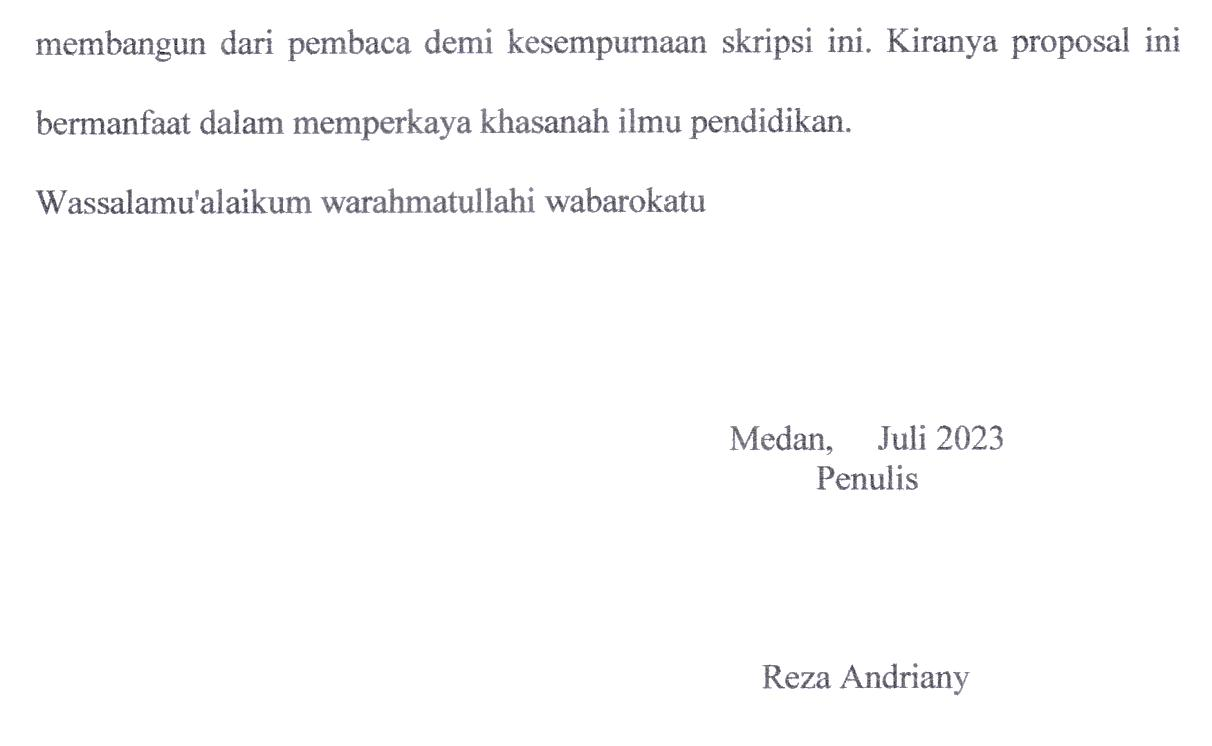 membangun dari pembaca demi kesempurnaan skripsi ini. Kiranya proposal ini
bermanfaat dalam memperkaya khasanah ilmu pendidikan.
Wassalamu'alaikum warahmatullahi wabarokatu
Medan, Juli 2023
Penulis
Reza Andriany